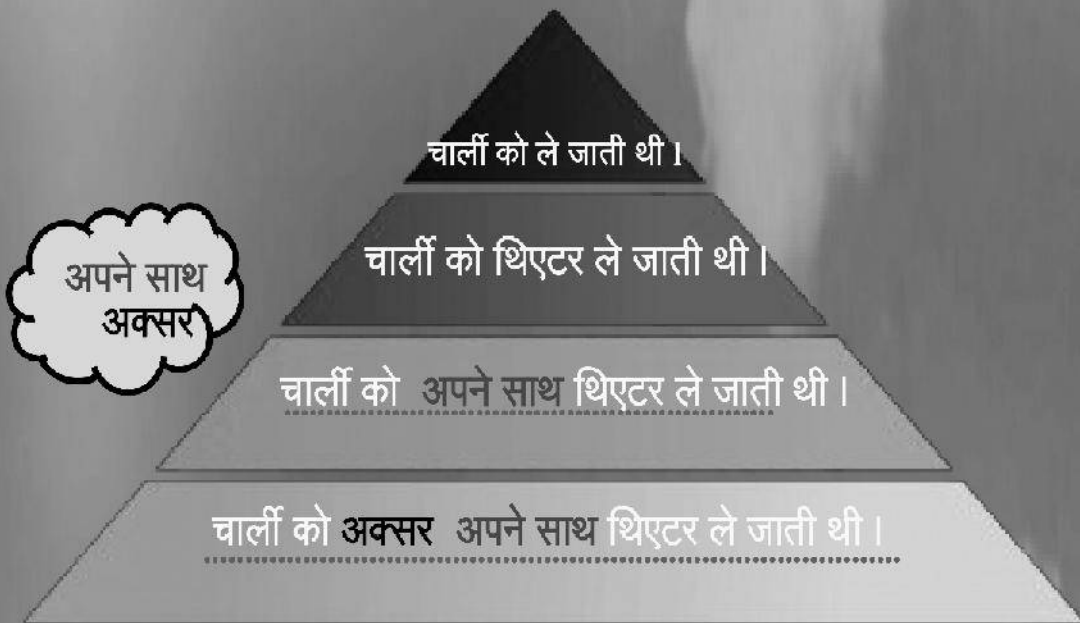 चार्ली को ले जाती थी ।
चार्ली को थिएटर ले जाती थी ।
अपने साथ
अक्सर
चार्ली को अपने साथ थिएटर ले जाती थी ।
चार्ली को अक्सर अपने साथ थिएटर ले जाती थी ।